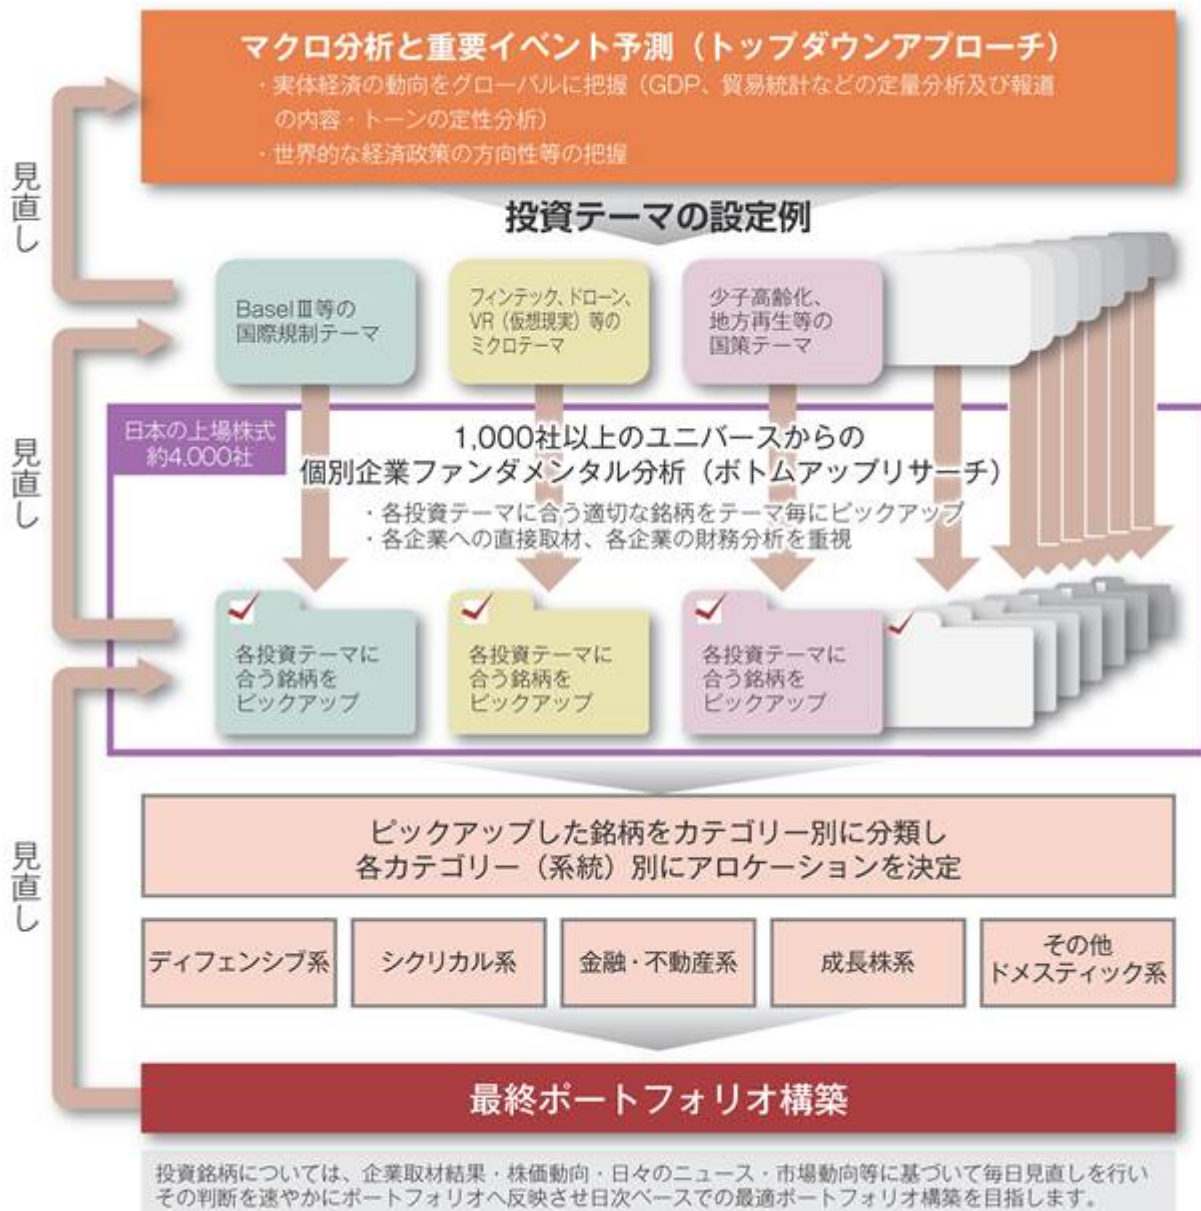 マクロ分析と重要イベント予測（トップダウンアプローチ）
・実体経済の動向をグローバルに把握（GDP、貿易統計などの定量分析及び報道
の内容・トーンの定性分析）
・世界的な経済政策の方向性等の把握
見直し
投資テーマの設定例
BaselⅢ等の
国際規制テーマ
フィンテック、ドローン、
VR（仮想現実）等の
ミクロテーマ
少子高齢化、
地方再生等の
国策テーマ
見直し
日本の上場株式
約4,000社
1,000社以上のユニバースからの
個別企業ファンダメンタル分析（ボトムアップリサーチ）
・各投資テーマに合う適切な銘柄をテーマ毎にピックアップ
・各企業への直接取材、各企業の財務分析を重視
各投資テーマに
合う銘柄を
ピックアップ
各投資テーマに
合う銘柄を
ピックアップ
各投資テーマに
合う銘柄を
ピックアップ
見直し
ピックアップした銘柄をカテゴリー別に分類し
各カテゴリー（系統）別にアロケーションを決定
ディフェンシブ系
シクリカル系
金融・不動産系
成長株系
その他
ドメスティック系
最終ポートフォリオ構築
投資銘柄については、企業取材結果・株価動向・日々のニュース・市場動向等に基づいて毎日見直しを行い
その判断を速やかにポートフォリオへ反映させ日次ベースでの最適ポートフォリオ構築を目指します。